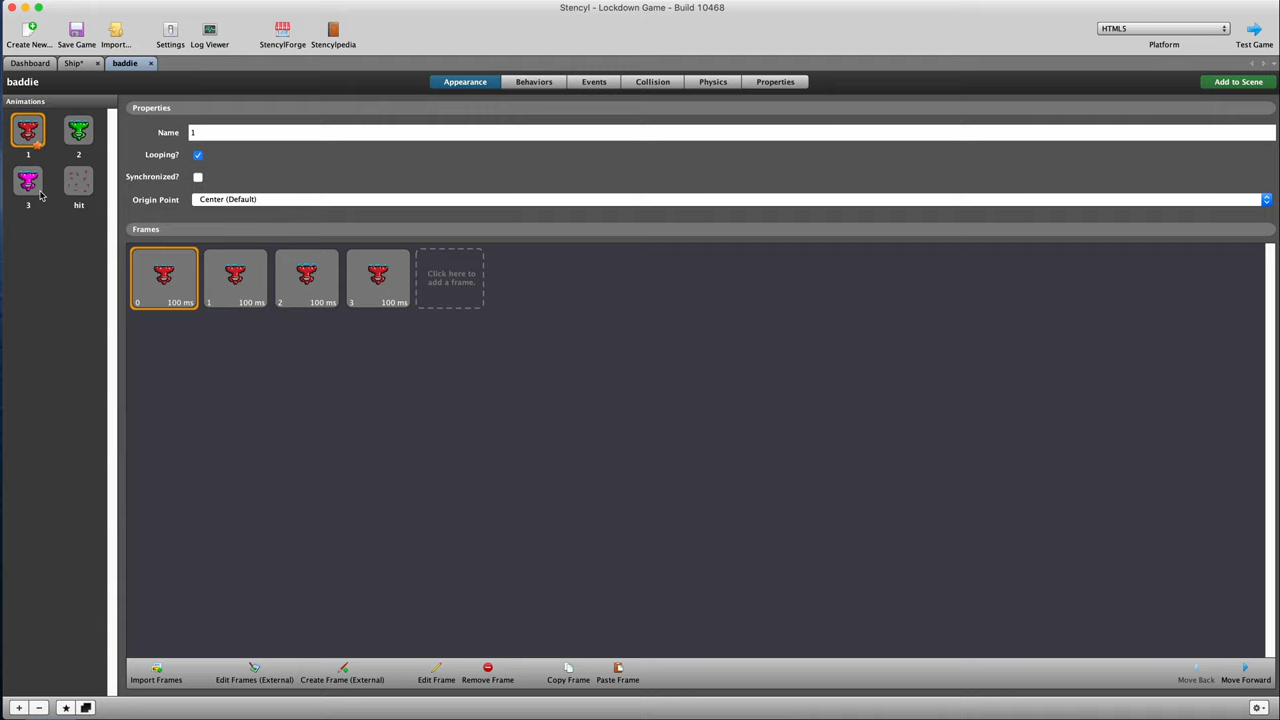 Stencyl - Lockdown Game - Build 10468
Create New... Save Game Import... Settings Log Viewer StencylForge Stencylpedia HTML5 Platform Test Game
Dashboard Ship* × baddie ×
baddie Appearance Behaviors Events Collision Physics Properties Add to Scene
Animations
1 2
3 hit
Properties
Name 1
Looping?
Synchronized?
Origin Point Center (Default)
Frames
0 100 ms 1 100 ms 2 100 ms 3 100 ms
Click here to
add a frame.
Import Frames Edit Frames (External) Create Frame (External) Edit Frame Remove Frame Copy Frame Paste Frame Move Back Move Forward